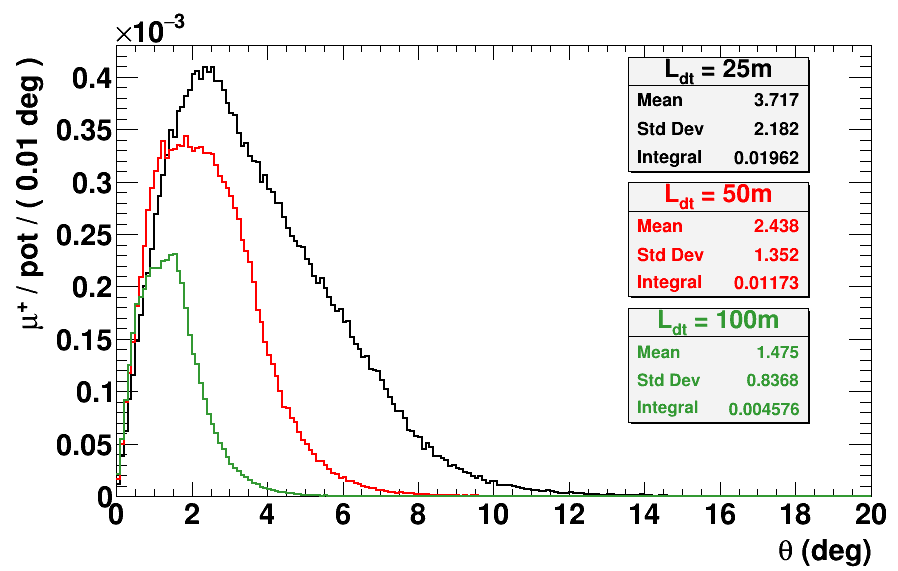 ×10⁻³
μ⁺ / pot / ( 0.01 deg )
0.4
0.35
0.3
0.25
0.2
0.15
0.1
0.05
0
0 2 4 6 8 10 12 14 16 18 20
θ (deg)
L_dt = 25m
Mean 3.717
Std Dev 2.182
Integral 0.01962
L_dt = 50m
Mean 2.438
Std Dev 1.352
Integral 0.01173
L_dt = 100m
Mean 1.475
Std Dev 0.8368
Integral 0.004576